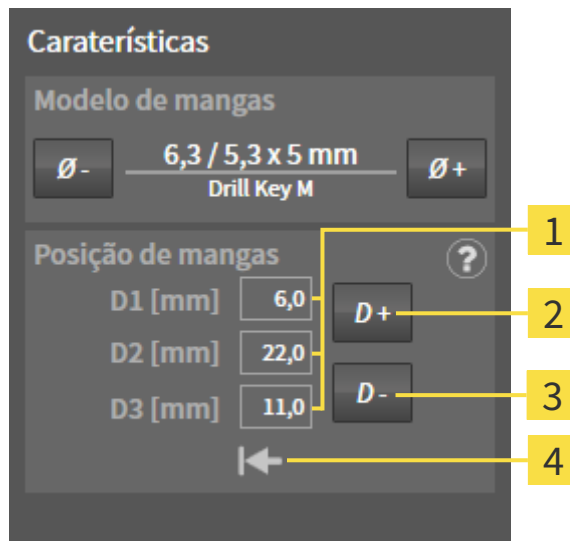 Caraterísticas
Modelo de mangas
Ø - 6,3 / 5,3 x 5 mm Ø +
Drill Key M
Posição de mangas ?
D1 [mm] 6,0
D2 [mm] 22,0
D3 [mm] 11,0
D +
D -
1
2
3
4